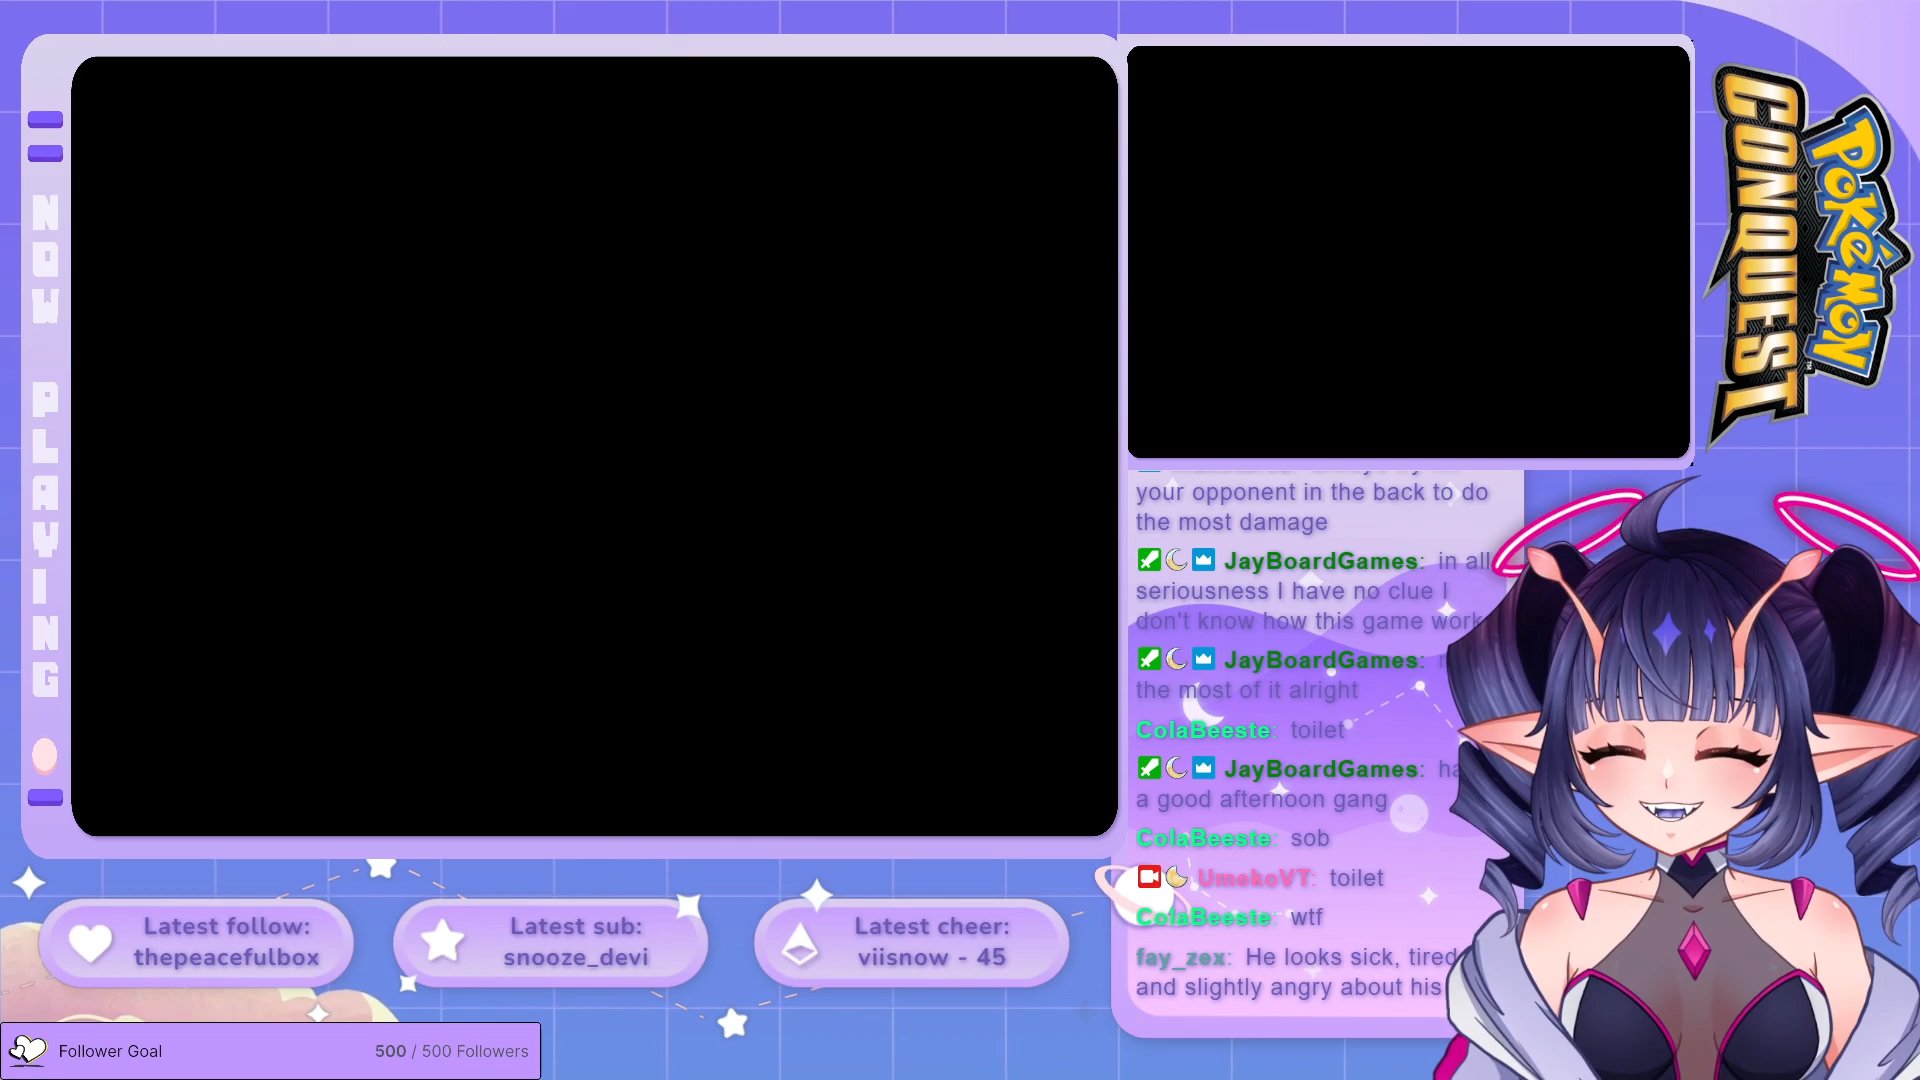 NOW PLAYING
POKéMON
CONQUEST
TM
your opponent in the back to do
the most damage
JayBoardGames: in all
seriousness I have no clue I
don't know how this game work
JayBoardGames:
the most of it alright
ColaBeeste: toilet
JayBoardGames: ha
a good afternoon gang
ColaBeeste: sob
UmekoVT: toilet
ColaBeeste: wtf
fay_zex: He looks sick, tired
and slightly angry about his
Latest follow:
thepeacefulbox
Latest sub:
snooze_devi
Latest cheer:
viisnow - 45
Follower Goal
500 / 500 Followers